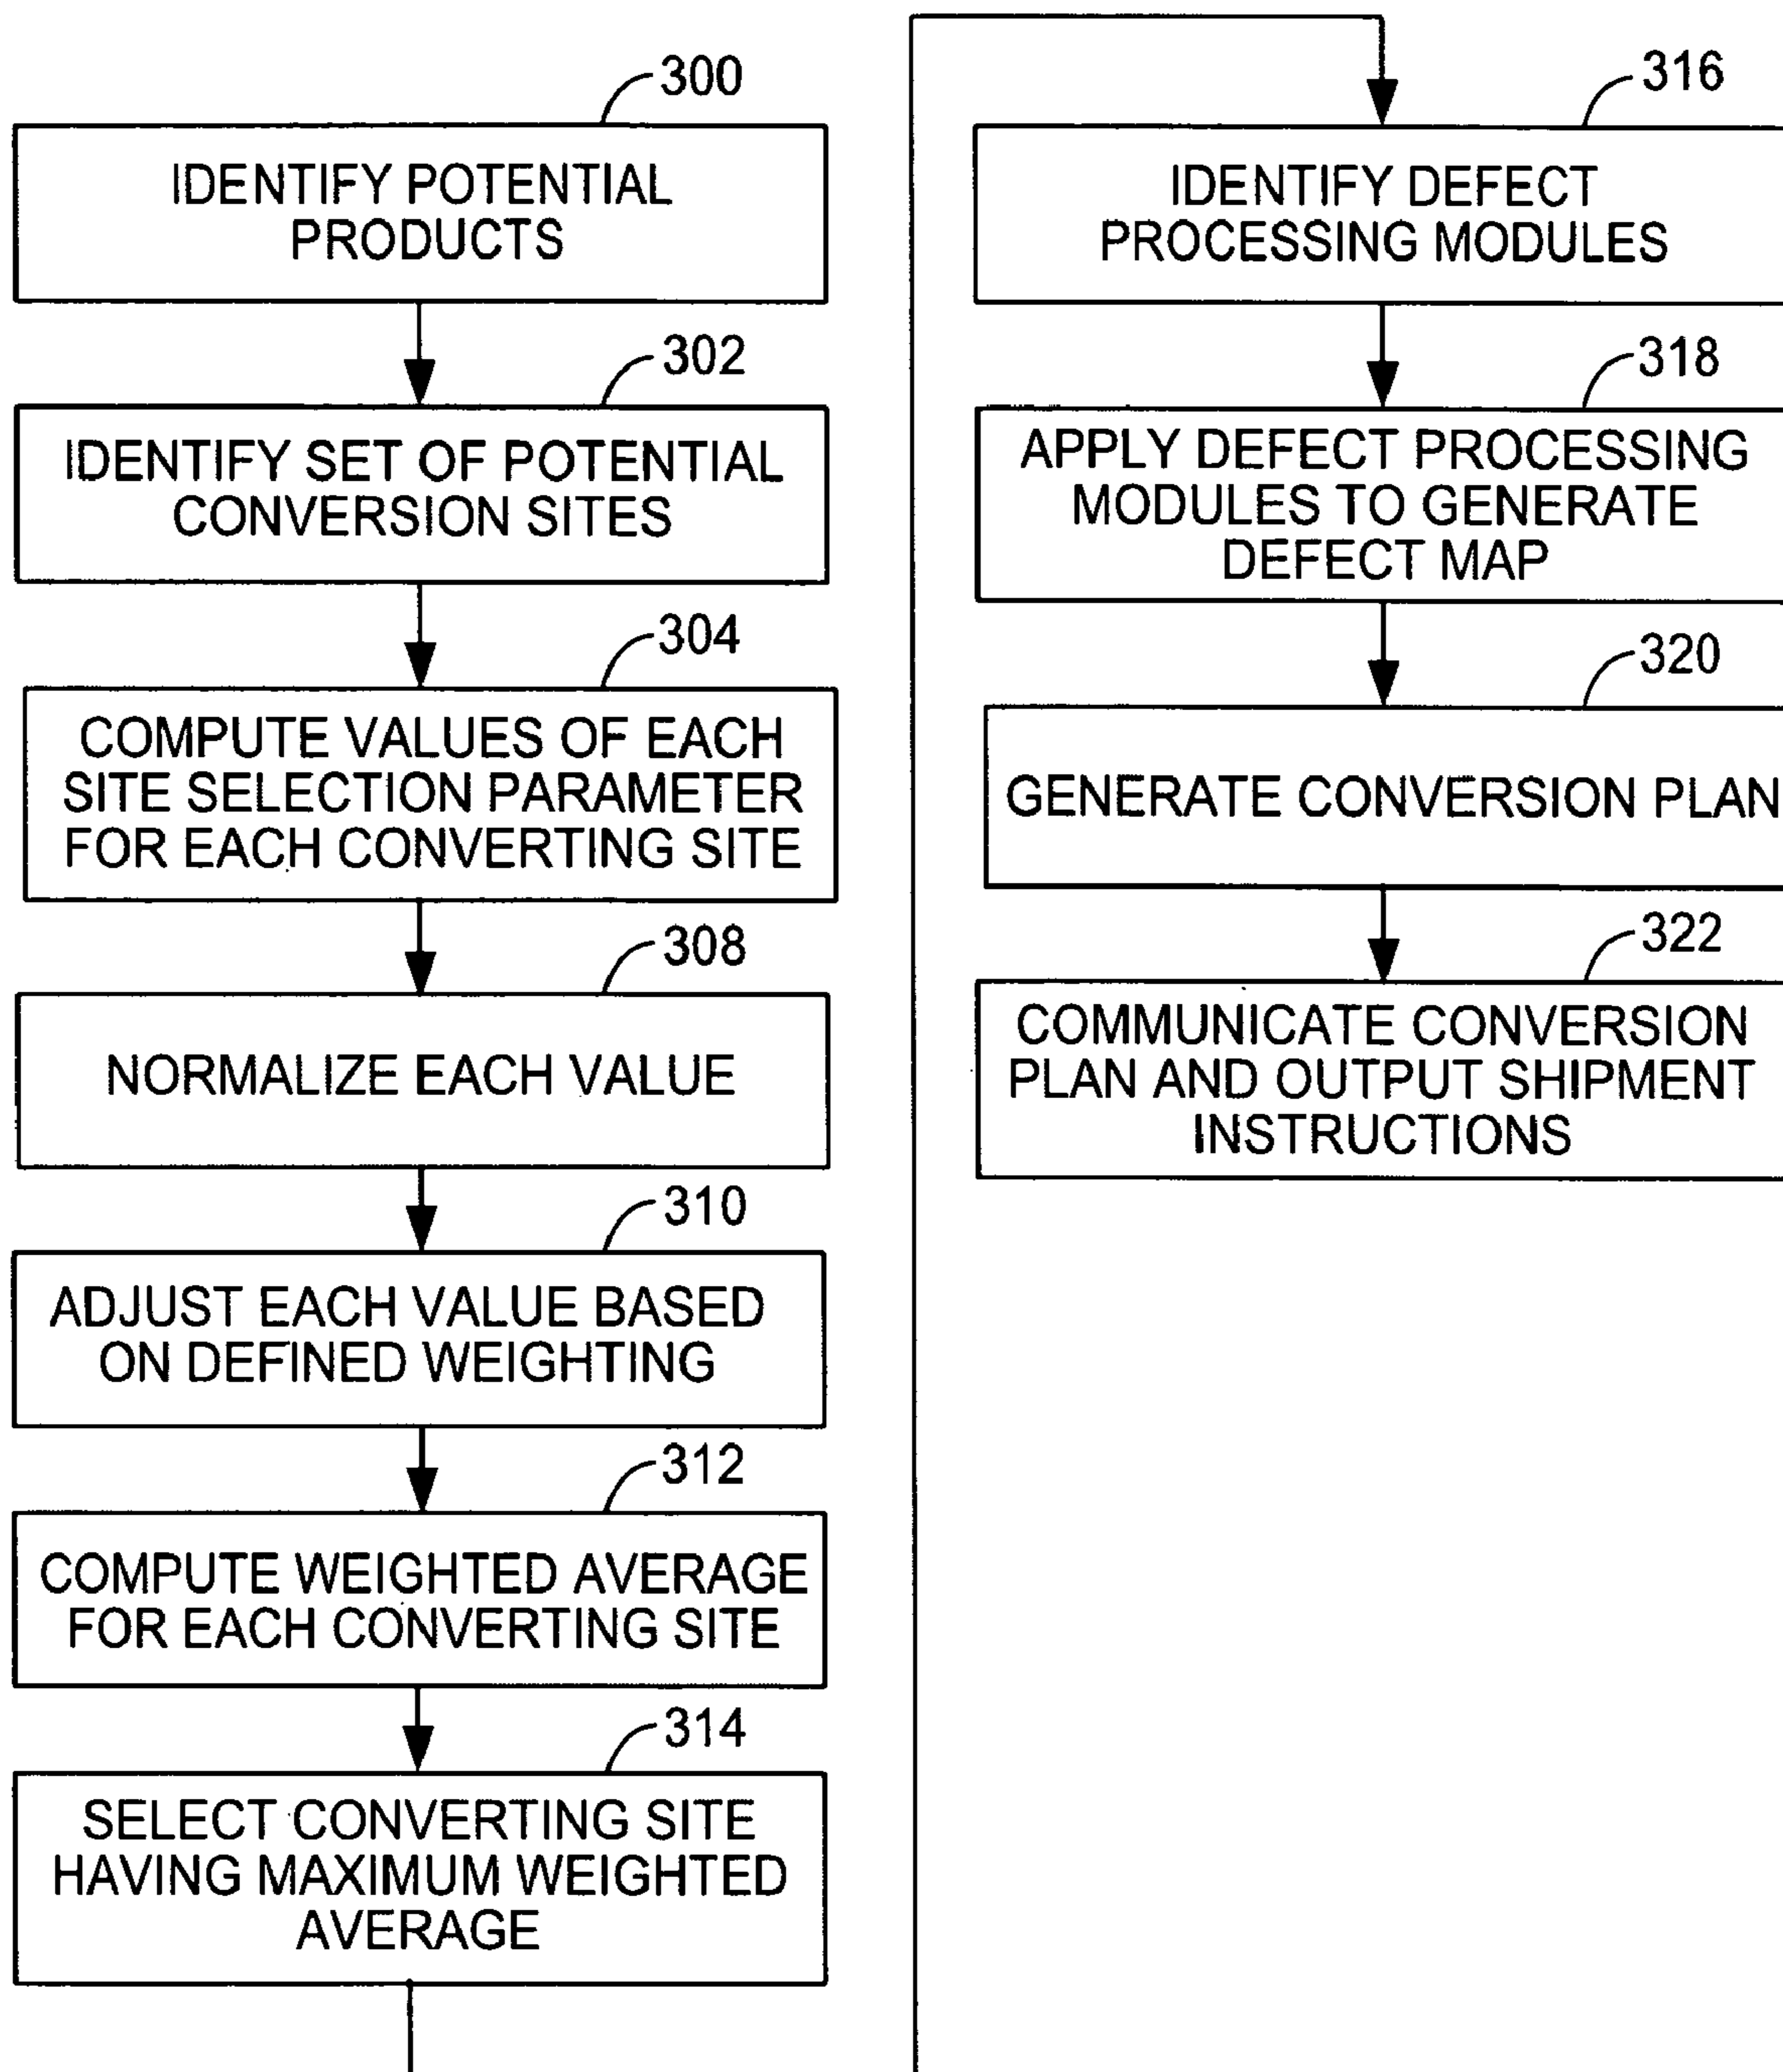 300
IDENTIFY POTENTIAL
PRODUCTS
302
IDENTIFY SET OF POTENTIAL
CONVERSION SITES
304
COMPUTE VALUES OF EACH
SITE SELECTION PARAMETER
FOR EACH CONVERTING SITE
308
NORMALIZE EACH VALUE
310
ADJUST EACH VALUE BASED
ON DEFINED WEIGHTING
312
COMPUTE WEIGHTED AVERAGE
FOR EACH CONVERTING SITE
314
SELECT CONVERTING SITE
HAVING MAXIMUM WEIGHTED
AVERAGE
316
IDENTIFY DEFECT
PROCESSING MODULES
318
APPLY DEFECT PROCESSING
MODULES TO GENERATE
DEFECT MAP
320
GENERATE CONVERSION PLAN
322
COMMUNICATE CONVERSION
PLAN AND OUTPUT SHIPMENT
INSTRUCTIONS